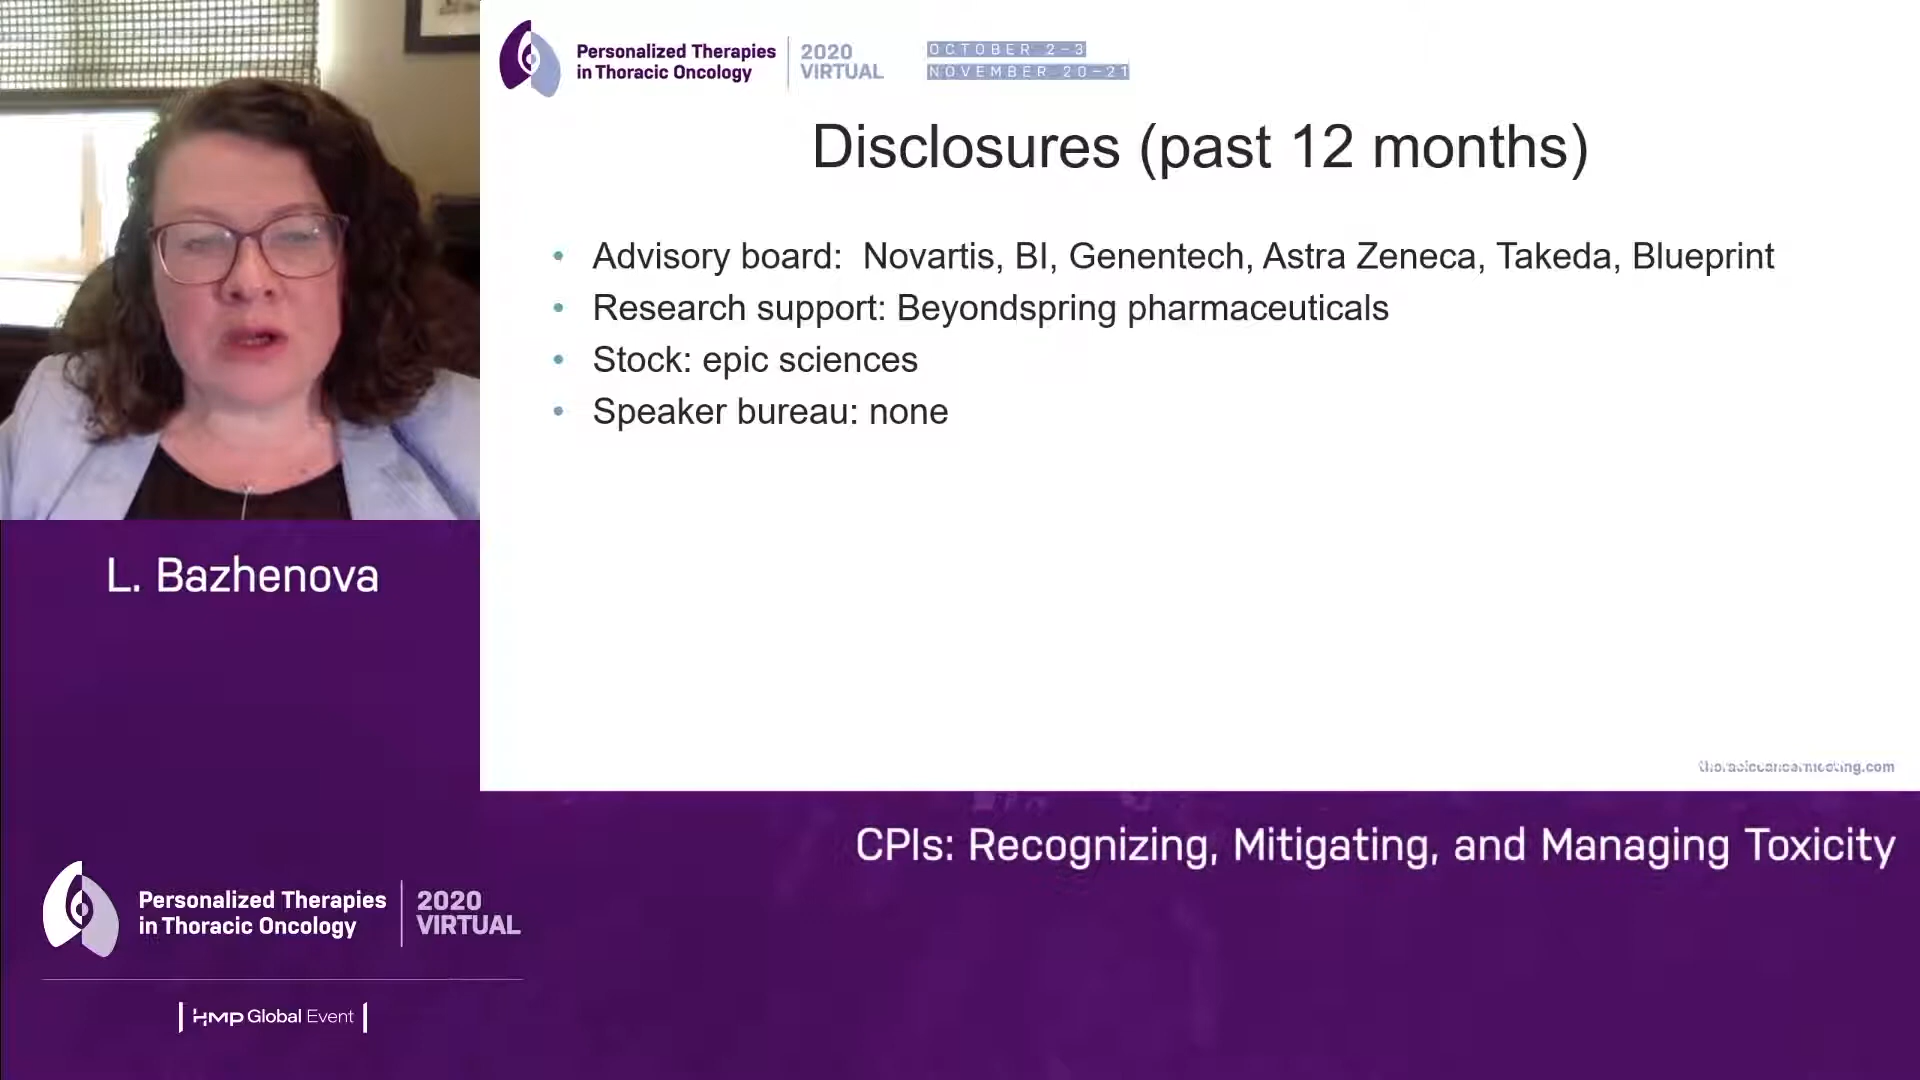 Personalized Therapies
in Thoracic Oncology
2020
VIRTUAL
OCTOBER 2-3
NOVEMBER 20-21
Disclosures (past 12 months)
• Advisory board: Novartis, BI, Genentech, Astra Zeneca, Takeda, Blueprint
• Research support: Beyondspring pharmaceuticals
• Stock: epic sciences
• Speaker bureau: none
L. Bazhenova
thoraciccancermeeting.com
CPIs: Recognizing, Mitigating, and Managing Toxicity
Personalized Therapies
in Thoracic Oncology
2020
VIRTUAL
HMP Global Event